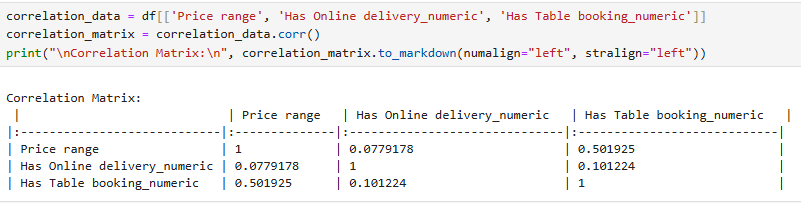 correlation_data = df[['Price range', 'Has Online delivery_numeric', 'Has Table booking_numeric']]
correlation_matrix = correlation_data.corr()
print("\nCorrelation Matrix:\n", correlation_matrix.to_markdown(numalign="left", stralign="left"))
Correlation Matrix:
|                             | Price range   | Has Online delivery_numeric   | Has Table booking_numeric   |
|:----------------------------|:--------------|:------------------------------|:----------------------------|
| Price range                 | 1             | 0.0779178                     | 0.501925                    |
| Has Online delivery_numeric | 0.0779178     | 1                             | 0.101224                    |
| Has Table booking_numeric   | 0.501925      | 0.101224                      | 1                           |